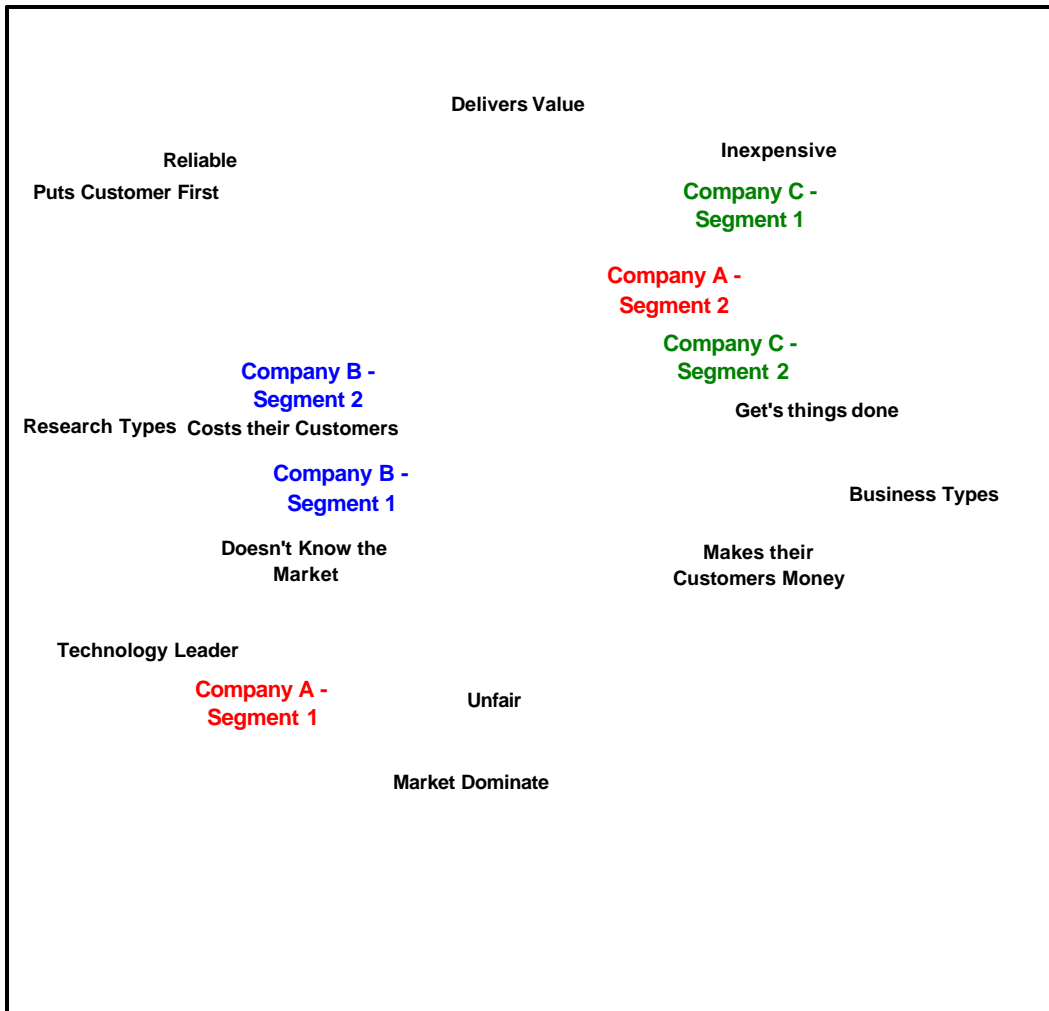 Delivers Value
Inexpensive
Reliable
Puts Customer First
Company C -
Segment 1
Company A -
Segment 2
Company C -
Segment 2
Company B -
Segment 2
Get's things done
Research Types
Costs their Customers
Company B -
Segment 1
Business Types
Doesn't Know the
Market
Makes their
Customers Money
Technology Leader
Company A -
Segment 1
Unfair
Market Dominate